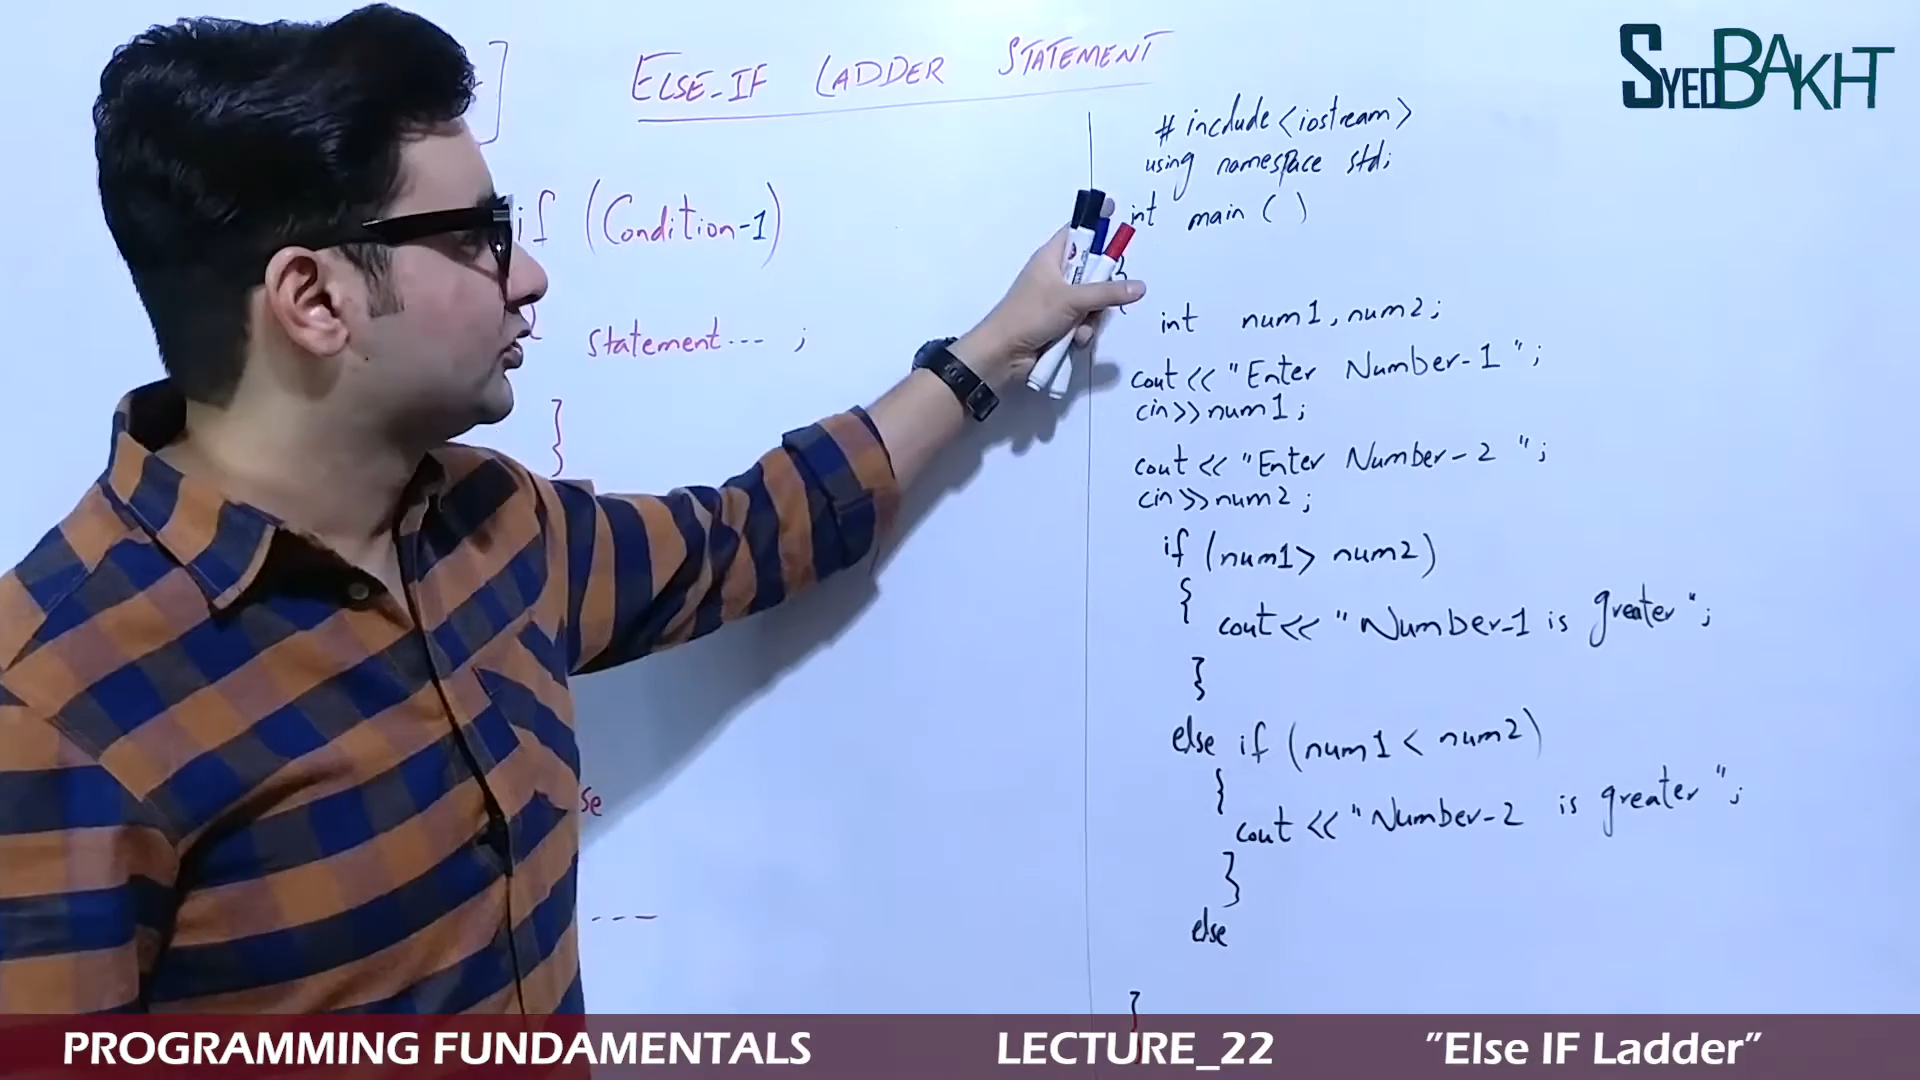 ELSE-IF LADDER STATEMENT
SYEDBAKHT
if (Condition-1)
statement--- ;
}
se
---
# include <iostream>
using namespace std;
int main ( )
{
int num1, num2;
cout << "Enter Number-1 ";
cin >> num1 ;
cout << "Enter Number-2 ";
cin >> num2 ;
if (num1 > num2)
{
cout << "Number-1 is greater";
}
else if (num1 < num2)
{
cout << "Number-2 is greater";
}
else
}
PROGRAMMING FUNDAMENTALS LECTURE_22 "Else IF Ladder"